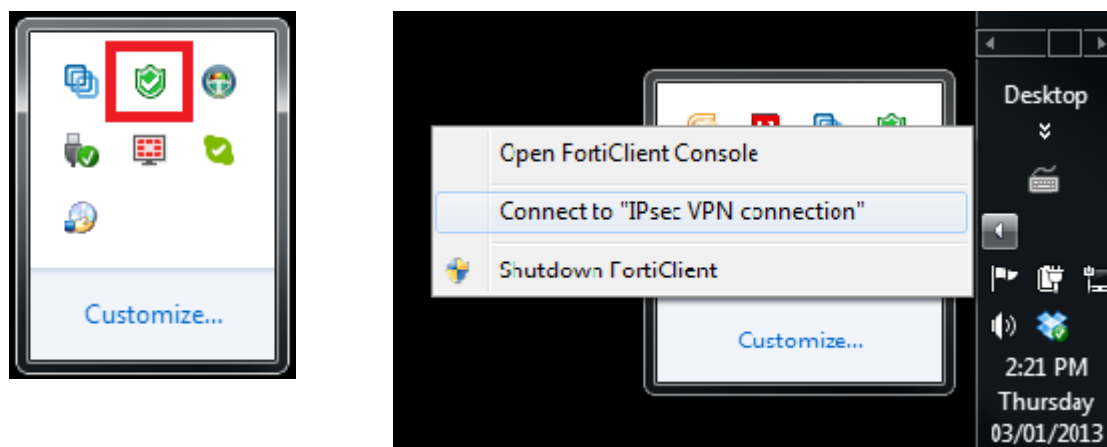 Customize...
Open FortiClient Console
Connect to "IPsec VPN connection"
Shutdown FortiClient
Customize...
Desktop
2:21 PM
Thursday
03/01/2013